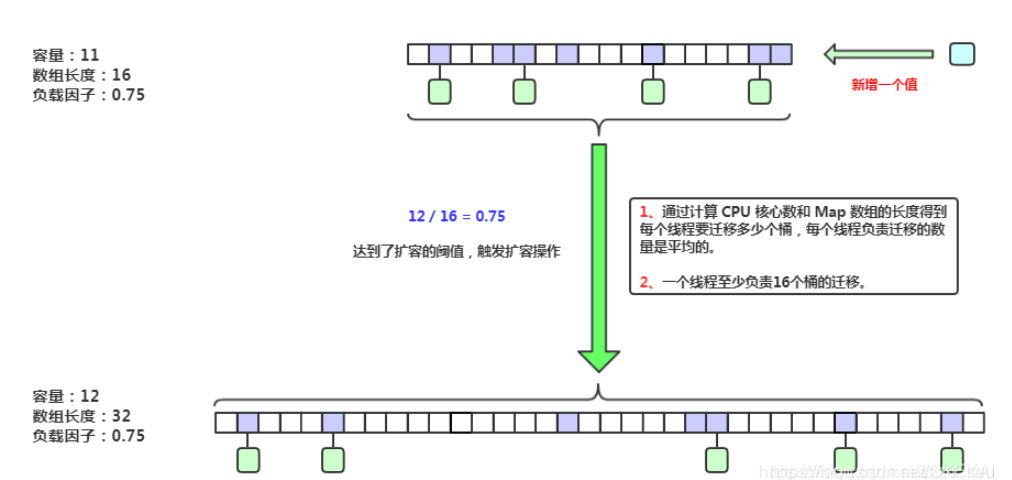 容量：11
数组长度：16
负载因子：0.75
新增一个值
12 / 16 = 0.75
达到了扩容的阈值，触发扩容操作
1、通过计算 CPU 核心数和 Map 数组的长度得到
每个线程要迁移多少个桶，每个线程负责迁移的数
量是平均的。
2、一个线程至少负责16个桶的迁移。
容量：12
数组长度：32
负载因子：0.75